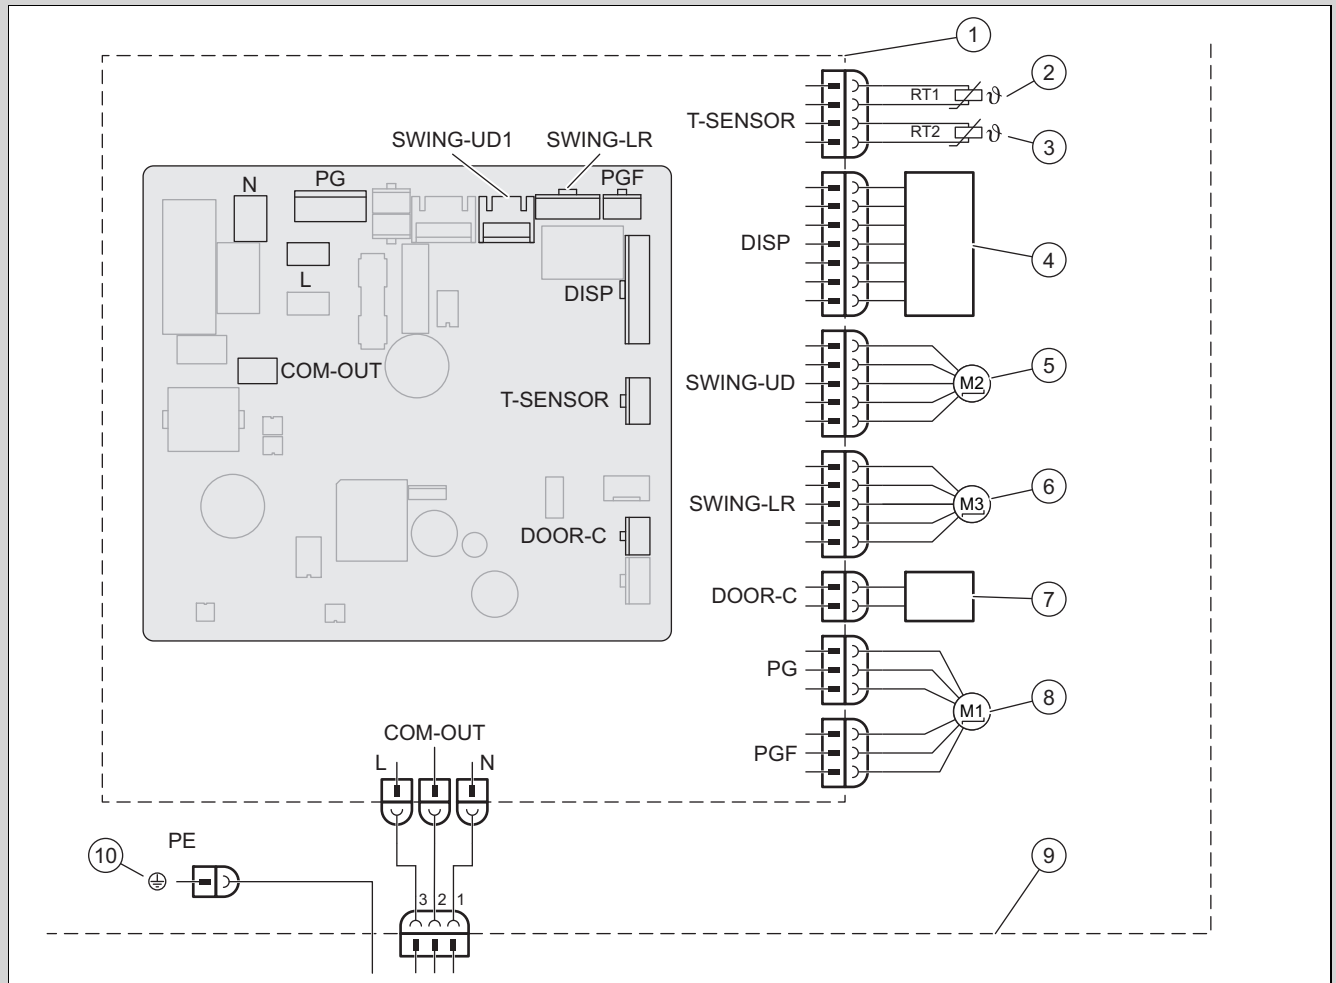 1
2
RT1 ϑ
T-SENSOR
RT2 ϑ
3
SWING-UD1 SWING-LR
N PG PGF
L
DISP
DISP
4
COM-OUT
T-SENSOR
SWING-UD
M2
5
SWING-LR
M3
6
DOOR-C
DOOR-C
7
PG
M1
8
PGF
COM-OUT
L N
PE
10
9
3 2 1